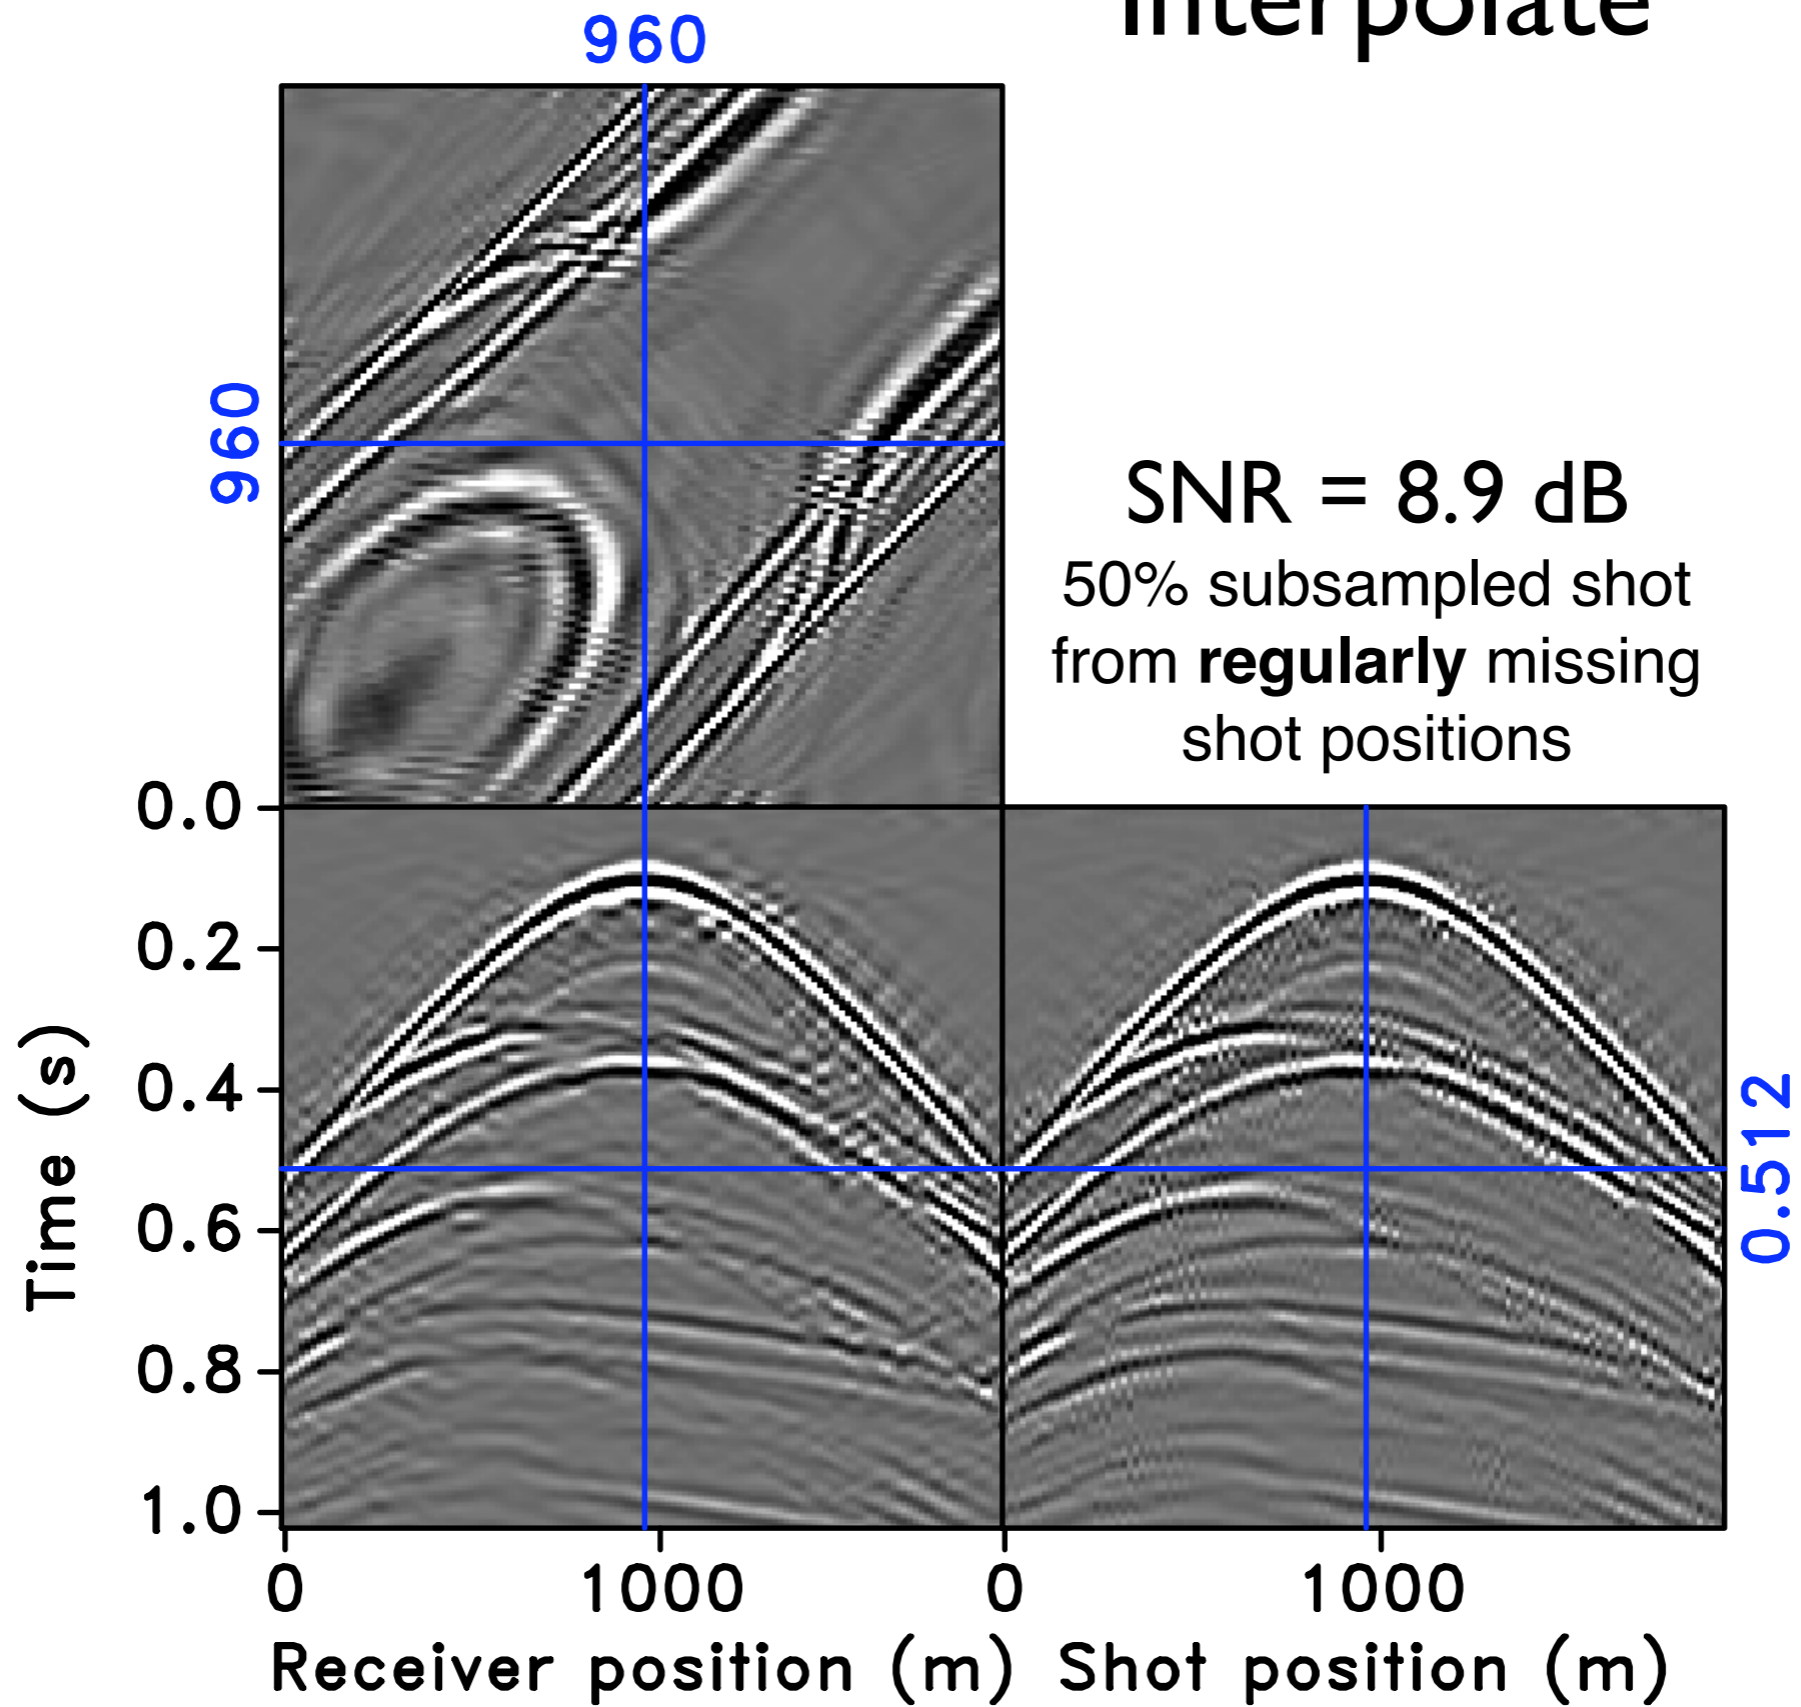 Interpolate
960
960
SNR = 8.9 dB
50% subsampled shot
from regularly missing
shot positions
0.0
0.2
0.4
0.6
0.8
1.0
Time (s)
0.512
0 1000 0 1000
Receiver position (m) Shot position (m)